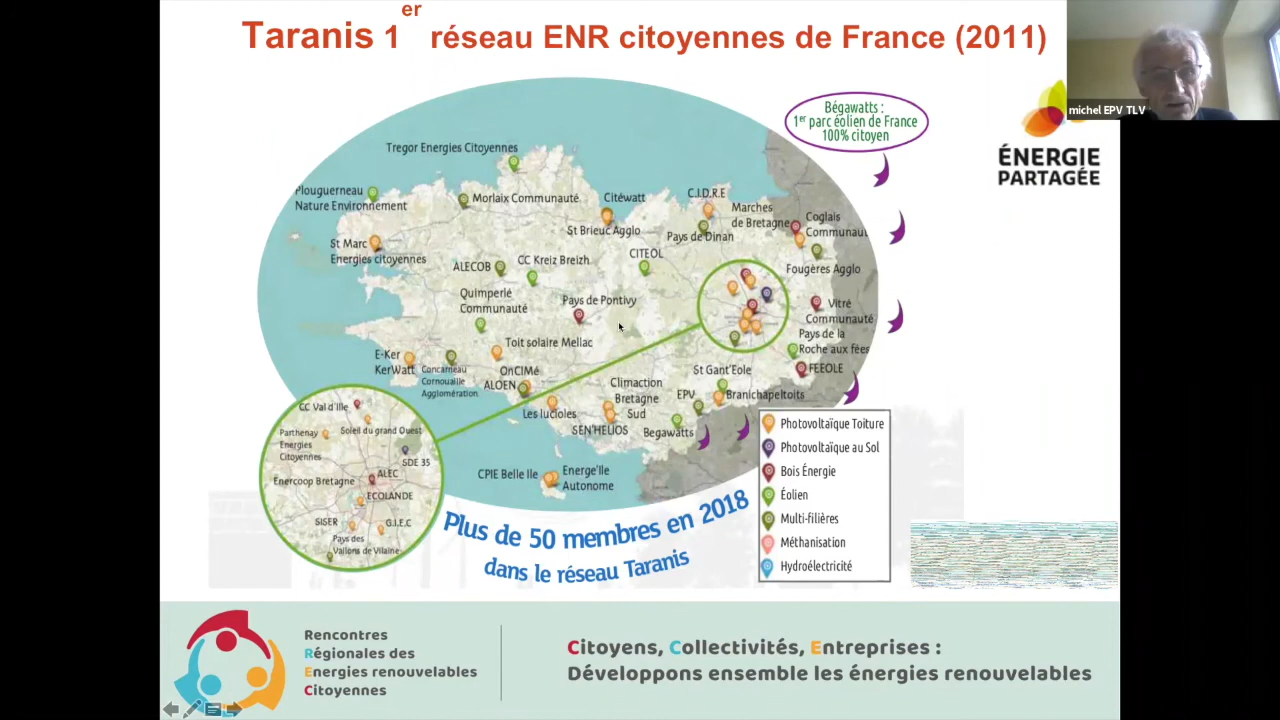 Taranis 1er réseau ENR citoyennes de France (2011)
michel EPV TLV
Bégawatts :
1er parc éolien de France
100% citoyen
ÉNERGIE
PARTAGÉE
Tregor Energies Citoyennes
Plouguerneau
Nature Environnement
Morlaix Communauté
Citéwatt
St Brieuc Agglo
C.I.D.R.E
Marches
de Bretagne
Pays de Dinan
Coglais
Communaut
St Marc
Energies citoyennes
ALECOB
CC Kreiz Breizh
CITEOL
Fougères Agglo
Quimperlé
Communauté
Pays de Pontivy
Vitré
Communauté
Pays de la
Roche aux fées
Toit solaire Mellac
E-Ker
KerWatt
Concarneau
Cornouaille
Agglomération
OnCIMé
ALOEN
St Gant'Eole
FEEOLE
Climaction
Bretagne
Sud
EPV
Branichapeltoits
Les lucioles
SEN'HELIOS
Begawatts
CPIE Belle Ile
Energe'Ile
Autonome
CC Val d'Ille
Soleil du grand Ouest
Parthenay
Energies
Citoyennes
SDE 35
Enercoop Bretagne
ALEC
ECOLANDE
SISER
G.I.E.C
Pays des
Vallons de Vilaine
Photovoltaïque Toiture
Photovoltaïque au Sol
Bois Énergie
Éolien
Multi-filières
Méthanisation
Hydroélectricité
Plus de 50 membres en 2018
dans le réseau Taranis
Rencontres
Régionales des
Energies renouvelables
Citoyennes
Citoyens, Collectivités, Entreprises :
Développons ensemble les énergies renouvelables